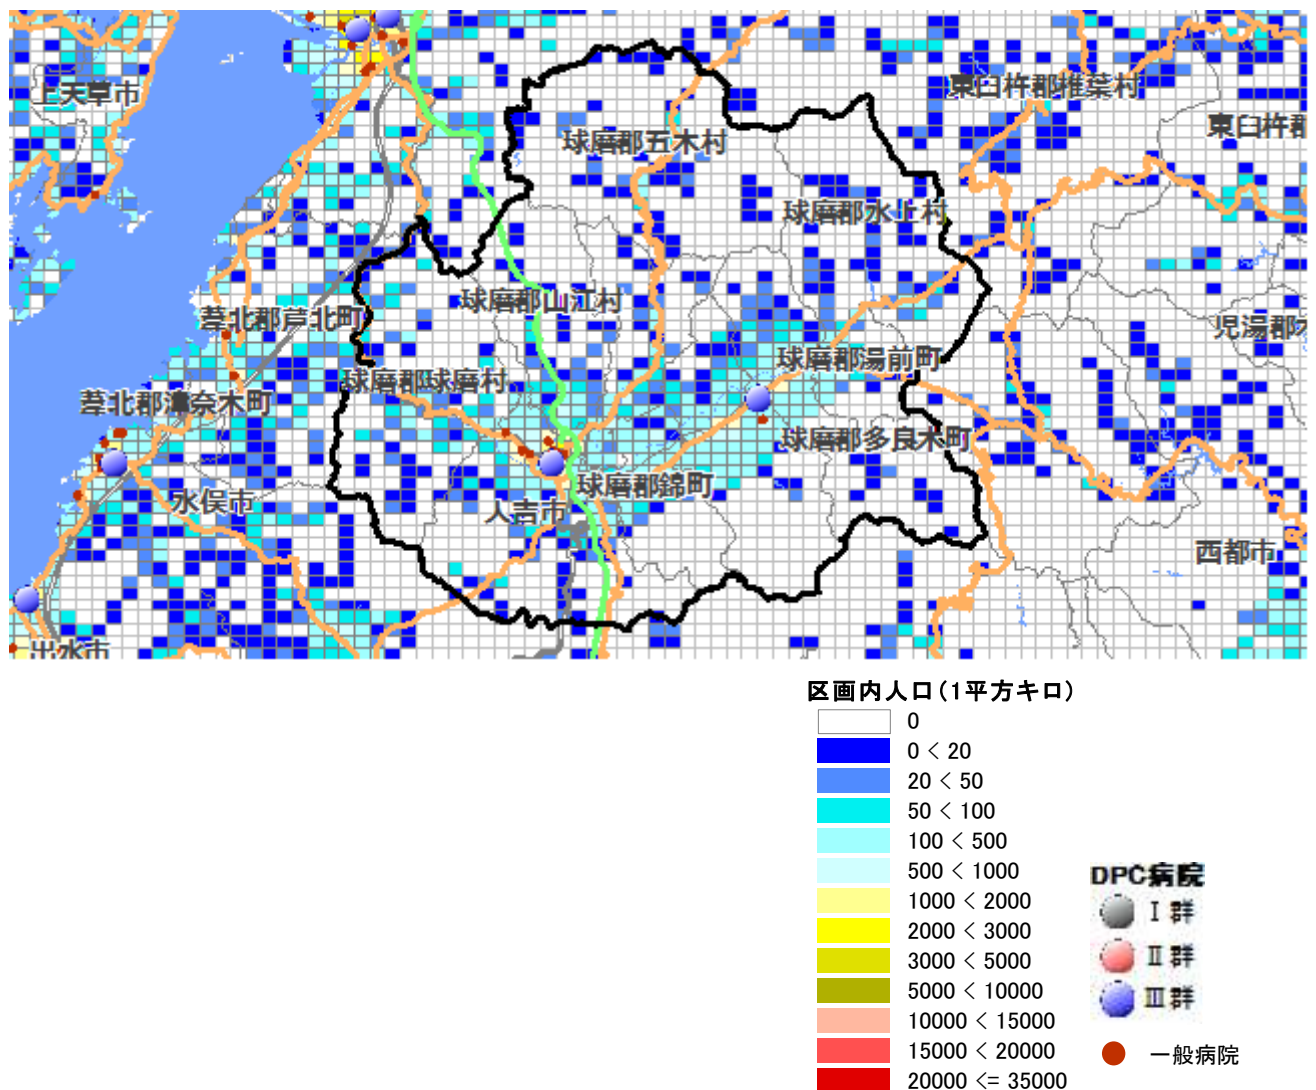 上天草市
東臼杵郡椎葉村
東臼杵郡
球磨郡五木村
球磨郡水上村
球磨郡山江村
葦北郡芦北町
児湯郡
球磨郡湯前町
球磨郡球磨村
葦北郡津奈木町
球磨郡多良木町
球磨郡錦町
水俣市
人吉市
西都市
出水市
区画内人口(1平方キロ)
0
0 < 20
20 < 50
50 < 100
100 < 500
500 < 1000
1000 < 2000
2000 < 3000
3000 < 5000
5000 < 10000
10000 < 15000
15000 < 20000
20000 <= 35000
DPC病院
Ⅰ群
Ⅱ群
Ⅲ群
一般病院